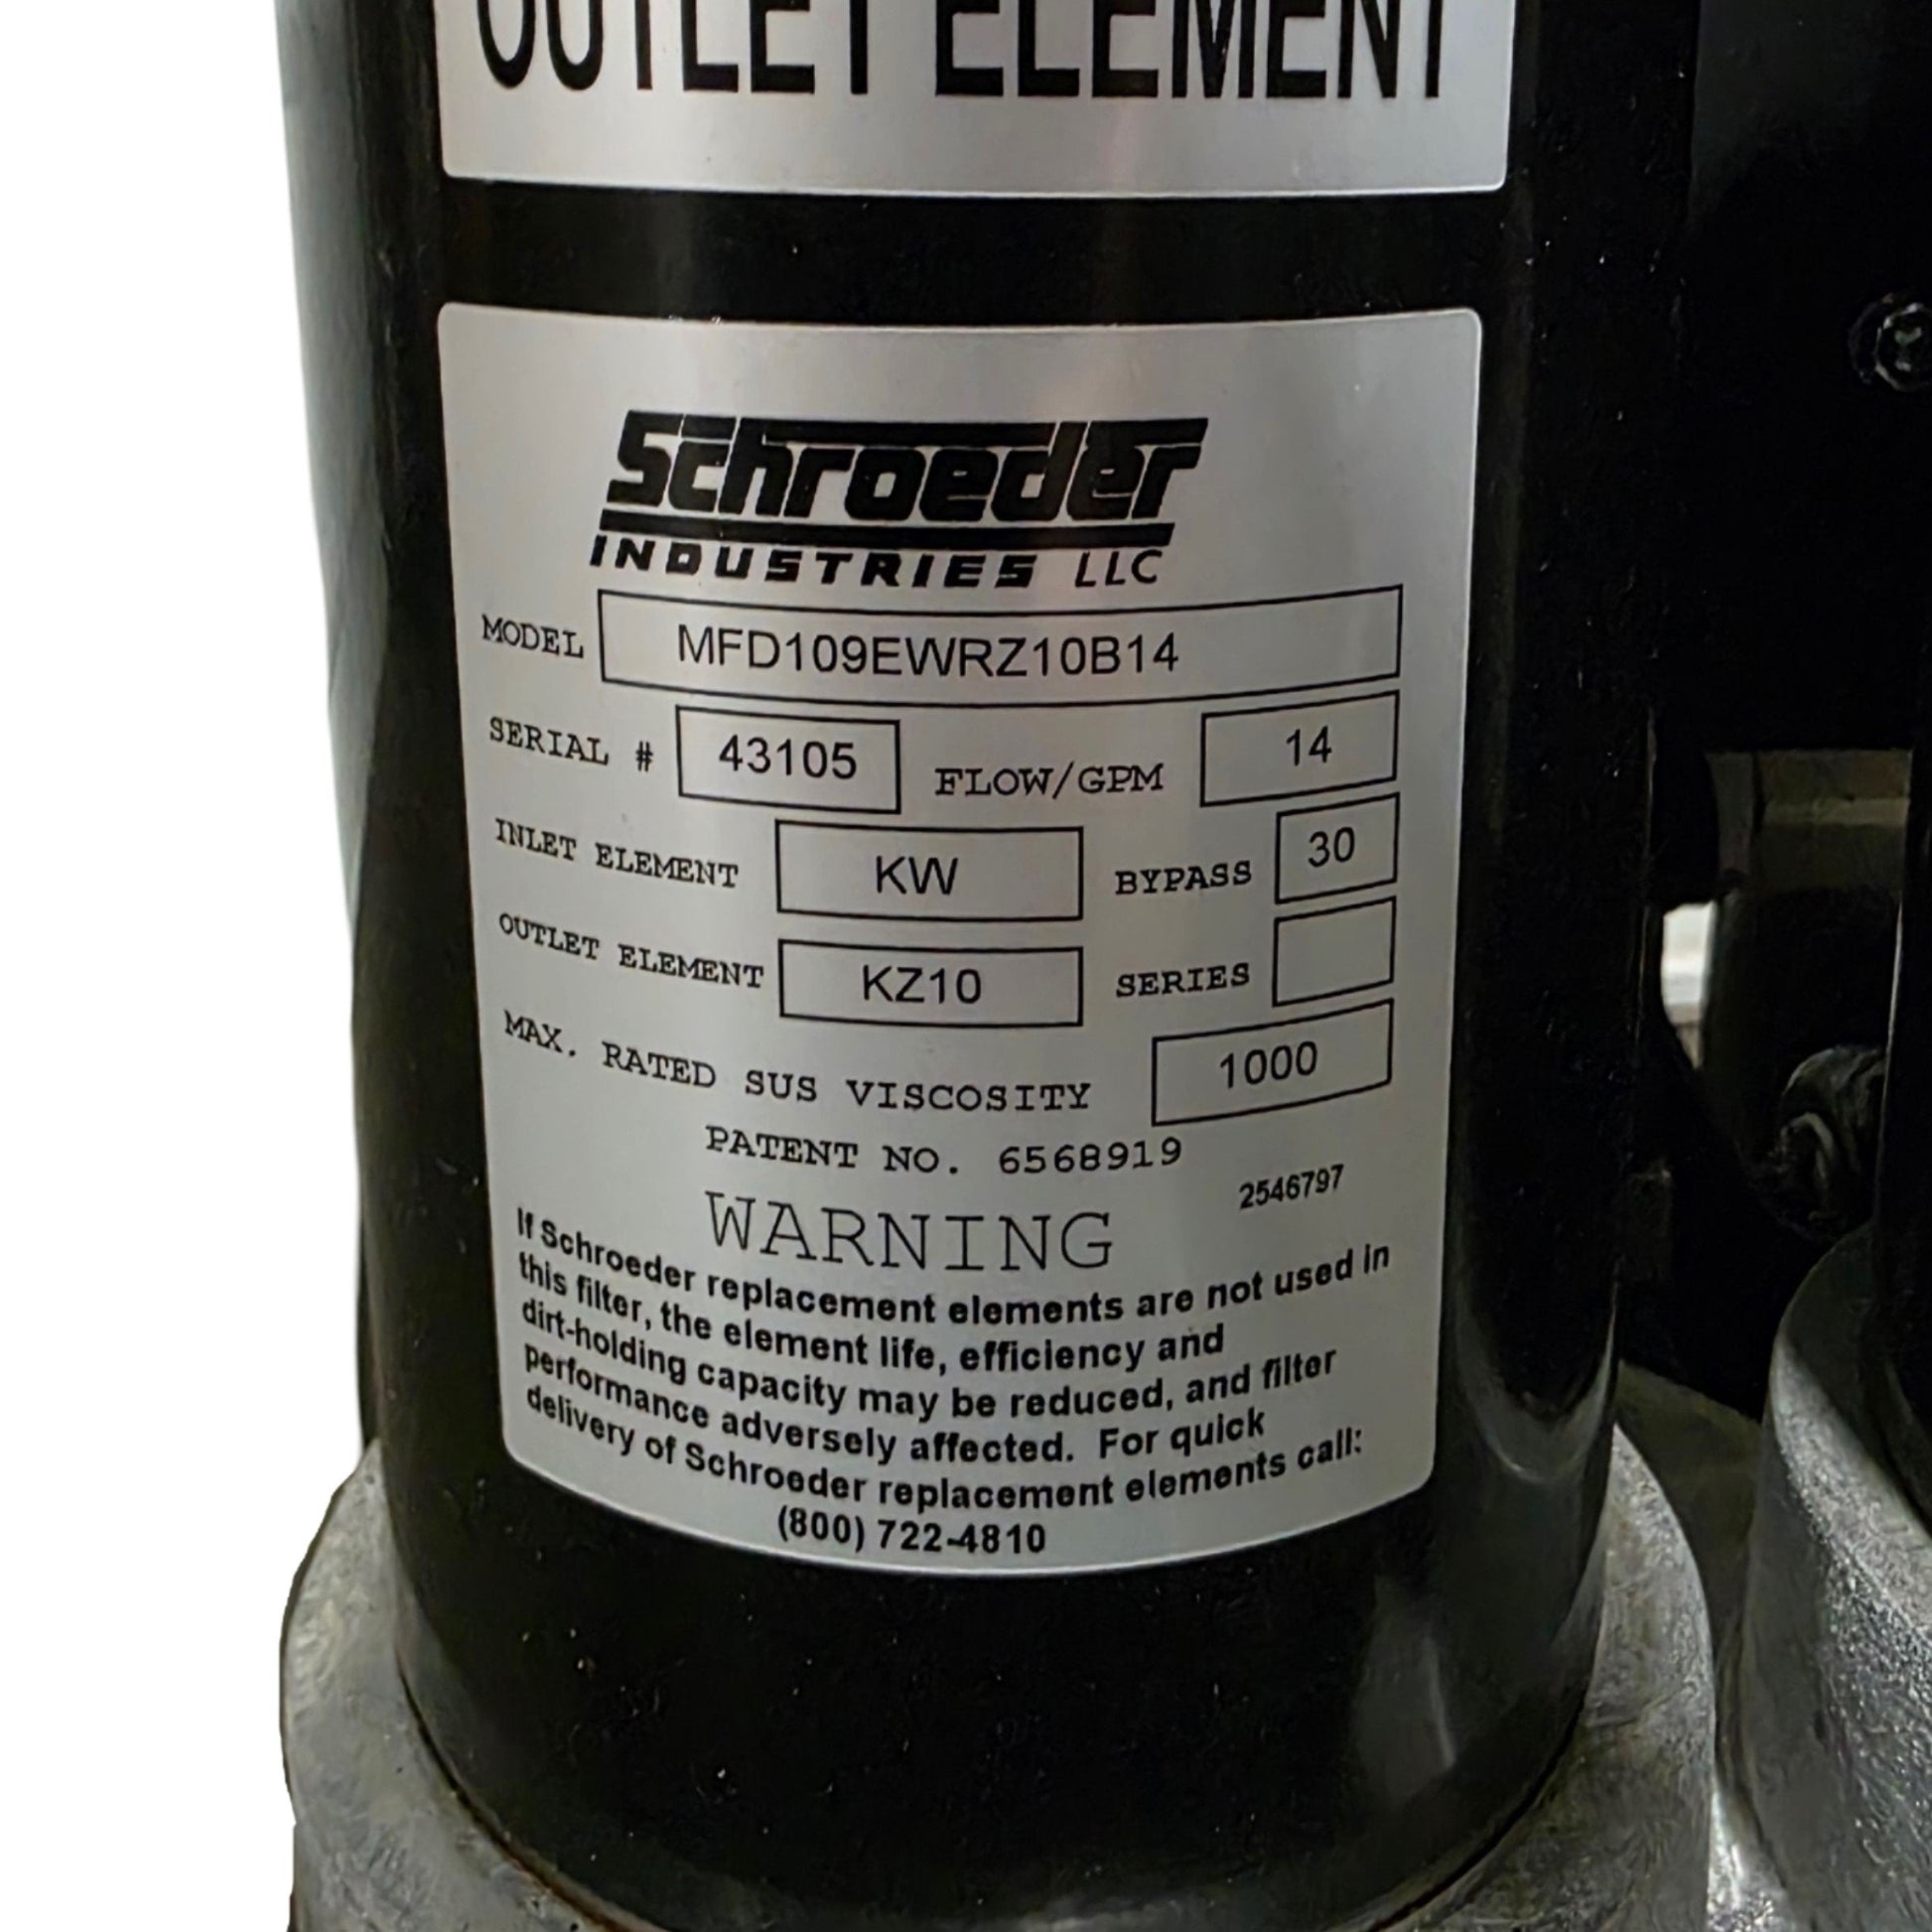 OUTLET ELEMENT
Schroeder
INDUSTRIES LLC
MODEL MFD109EWRZ10B14
SERIAL # 43105 FLOW/GPM 14
INLET ELEMENT KW BYPASS 30
OUTLET ELEMENT KZ10 SERIES
MAX. RATED SUS VISCOSITY 1000
PATENT NO. 6568919
2546797
WARNING
If Schroeder replacement elements are not used in
this filter, the element life, efficiency and
dirt-holding capacity may be reduced, and filter
performance adversely affected. For quick
delivery of Schroeder replacement elements call:
(800) 722-4810